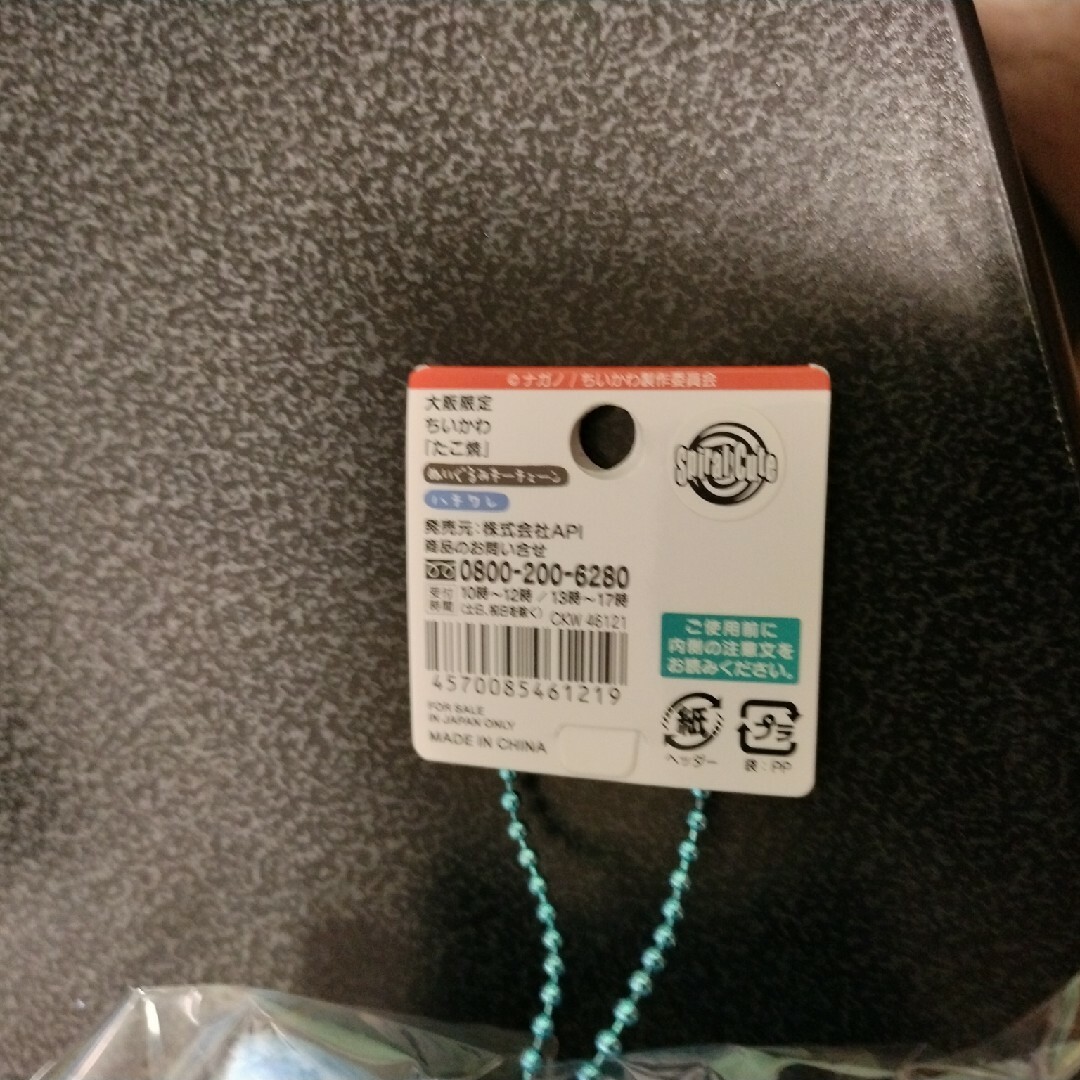 ©ナガノ / ちいかわ製作委員会
大阪限定
ちいかわ
「たこ焼」
ぬいぐるみキーチェーン
ハチワレ
発売元:株式会社API
商品のお問い合せ
0800-200-6280
受付時間 10時～12時 / 13時～17時
(土日、祝日を除く)
CKW 46121
4570085461219
FOR SALE
IN JAPAN ONLY
MADE IN CHINA
Spiral Cute
ご使用前に
内側の注意文を
お読みください。
紙
ヘッダー
プラ
袋:PP